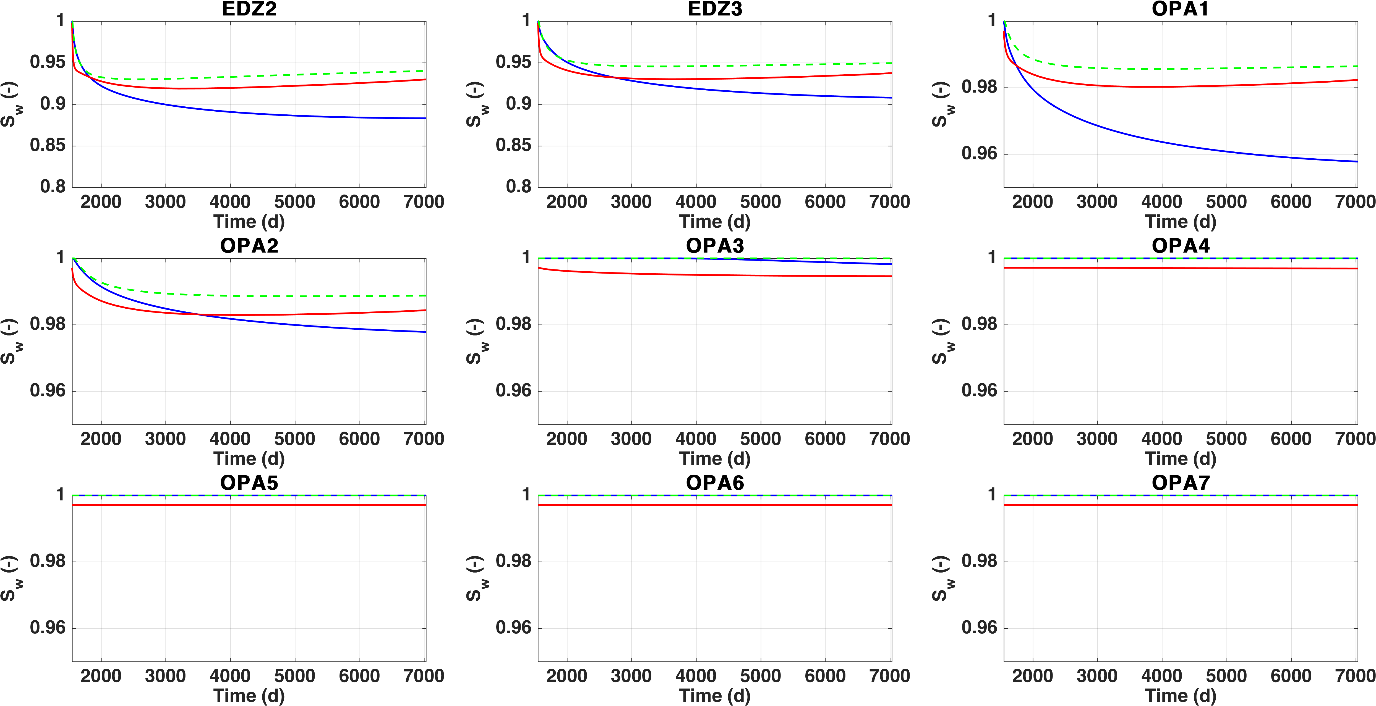 EDZ2 EDZ3 OPA1
1 1 1
0.95 0.95 0.98
0.9 0.9 0.96
0.85 0.85
0.8 0.8
S_w (-) S_w (-) S_w (-)
2000 3000 4000 5000 6000 7000 2000 3000 4000 5000 6000 7000 2000 3000 4000 5000 6000 7000
Time (d) Time (d) Time (d)
OPA2 OPA3 OPA4
1 1 1
0.98 0.98 0.98
0.96 0.96 0.96
S_w (-) S_w (-) S_w (-)
2000 3000 4000 5000 6000 7000 2000 3000 4000 5000 6000 7000 2000 3000 4000 5000 6000 7000
Time (d) Time (d) Time (d)
OPA5 OPA6 OPA7
1 1 1
0.98 0.98 0.98
0.96 0.96 0.96
S_w (-) S_w (-) S_w (-)
2000 3000 4000 5000 6000 7000 2000 3000 4000 5000 6000 7000 2000 3000 4000 5000 6000 7000
Time (d) Time (d) Time (d)